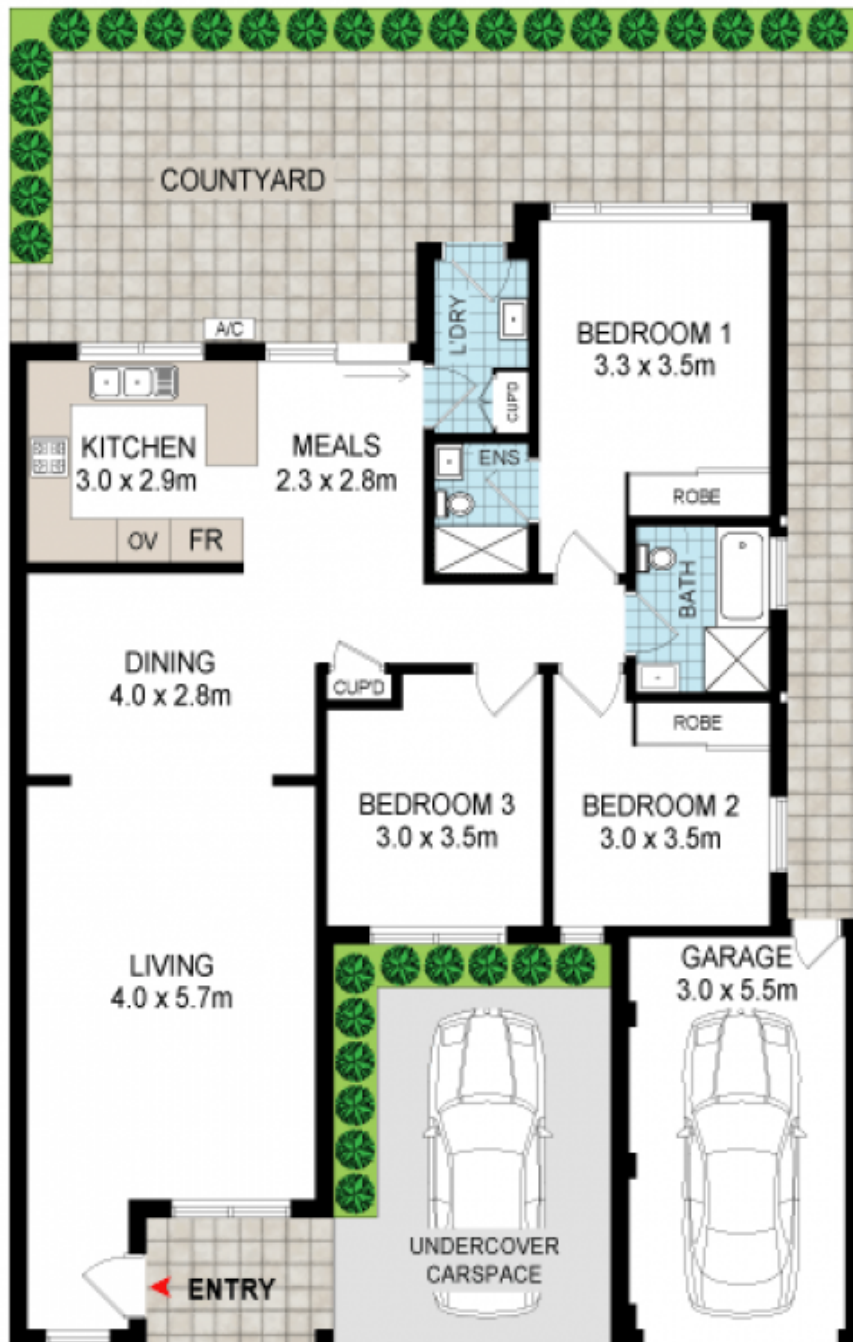 COUNTYARD
A/C
L'DRY
BEDROOM 1
3.3 x 3.5m
CUP'D
KITCHEN
3.0 x 2.9m
MEALS
2.3 x 2.8m
ENS
ROBE
OV
FR
BATH
DINING
4.0 x 2.8m
CUP'D
ROBE
BEDROOM 3
3.0 x 3.5m
BEDROOM 2
3.0 x 3.5m
LIVING
4.0 x 5.7m
GARAGE
3.0 x 5.5m
UNDERCOVER
CARSPACE
ENTRY